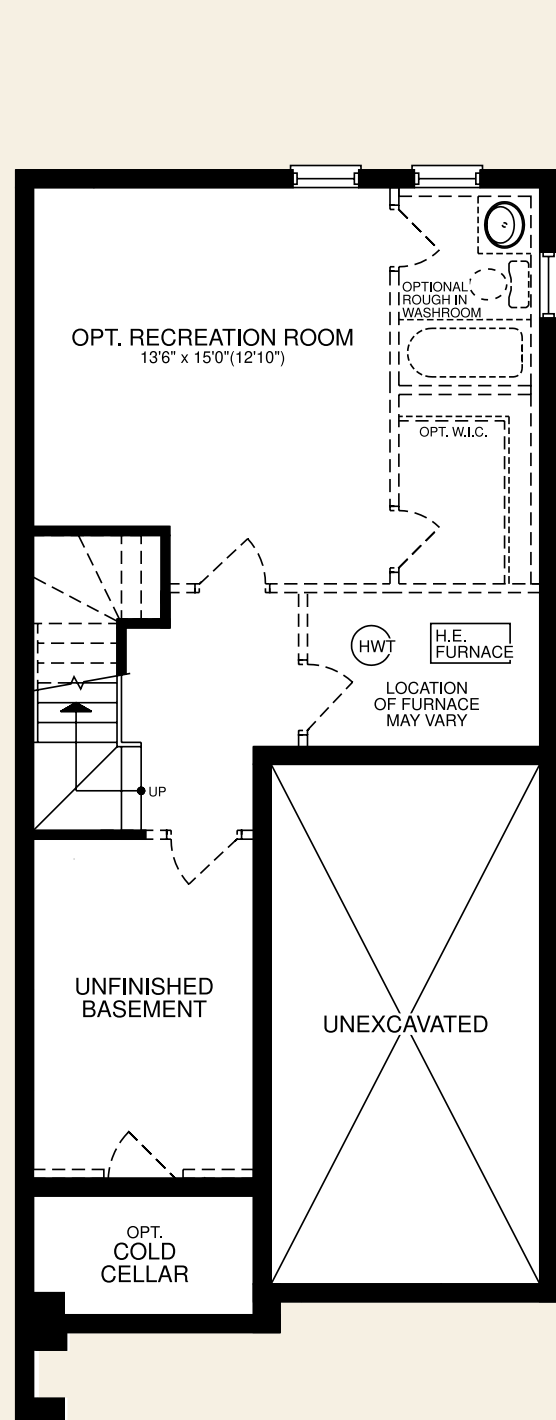 OPTIONAL
ROUGH IN
WASHROOM
OPT. RECREATION ROOM
13'6" x 15'0"(12'10")
OPT. W.I.C.
HWT
H.E.
FURNACE
LOCATION
OF FURNACE
MAY VARY
UP
UNFINISHED
BASEMENT
UNEXCAVATED
OPT.
COLD
CELLAR